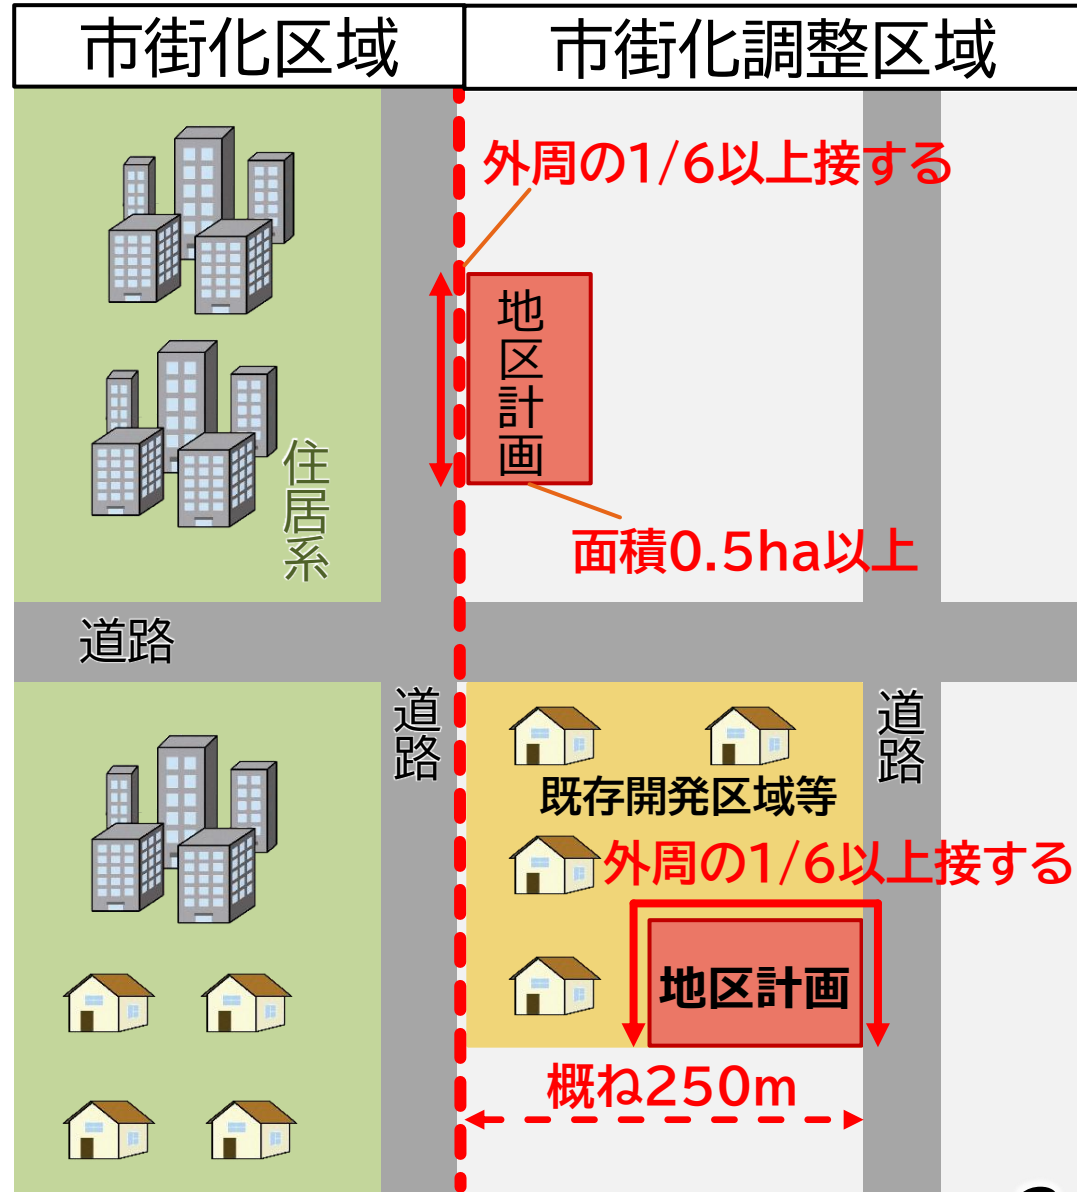 市街化区域
市街化調整区域
外周の1/6以上接する
地区計画
住居系
面積0.5ha以上
道路
道路
道路
既存開発区域等
外周の1/6以上接する
地区計画
概ね250m